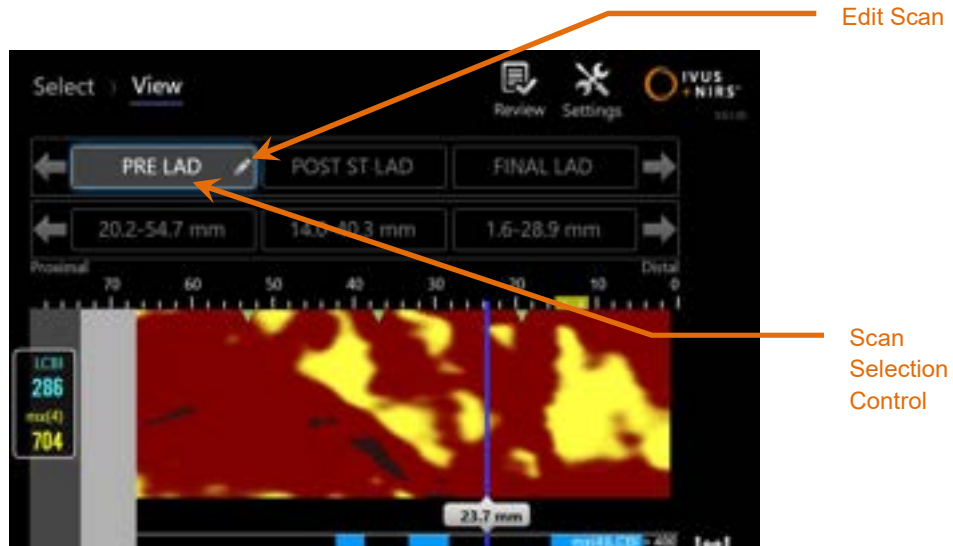 Edit Scan
Select > View
Review
Settings
IVUS
+NIRS™
PRE LAD
POST ST-LAD
FINAL LAD
20.2-54.7 mm
14.0-40.3 mm
1.6-28.9 mm
Proximal
Distal
70 60 50 40 30 20 10 0
Scan
Selection
Control
LCBI
286
mx(4)
704
23.7 mm